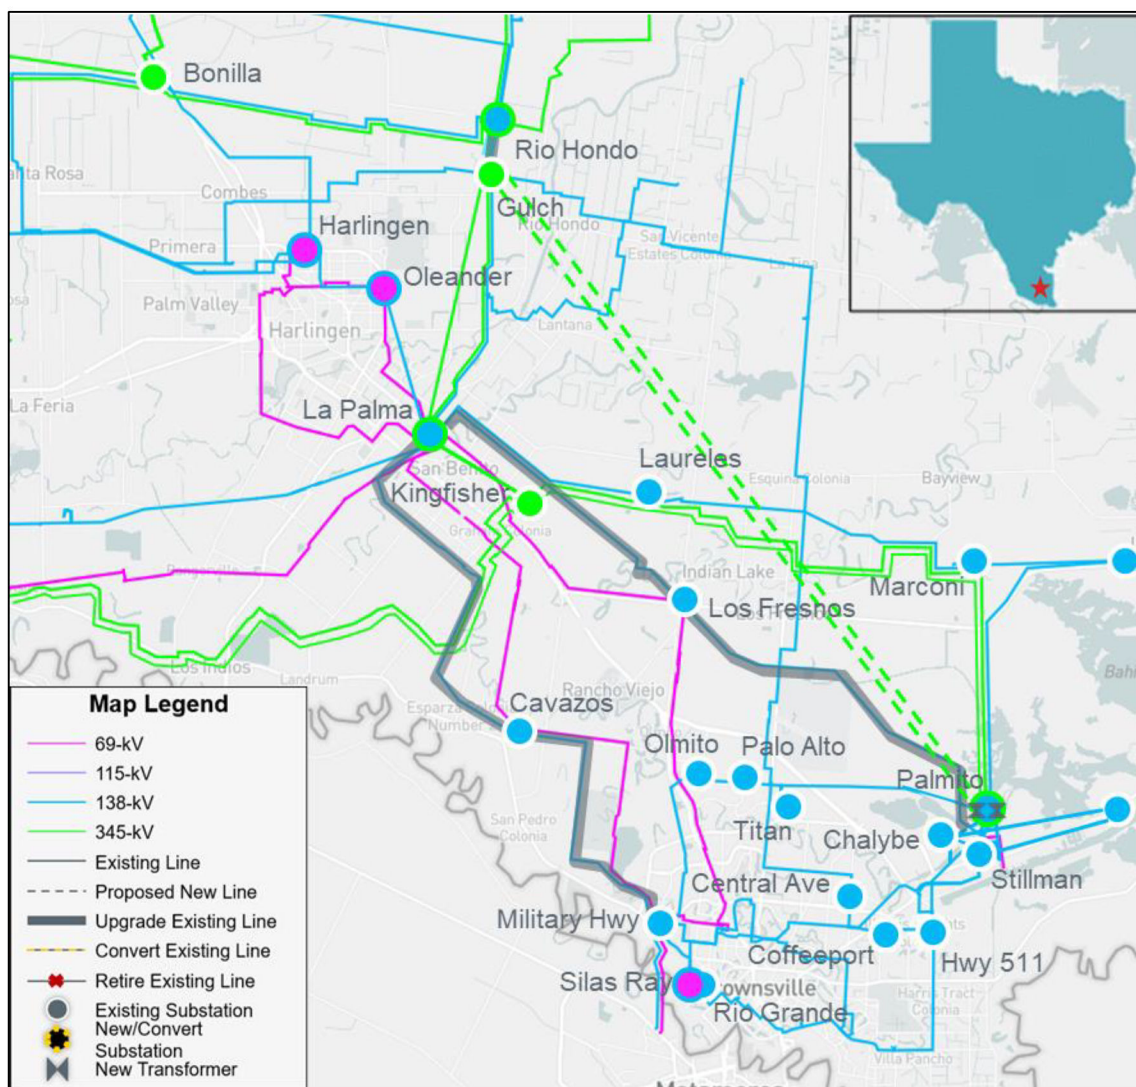 Bonilla
Rio Hondo
Santa Rosa
Combes
Gulch
Rio Hondo
Harlingen
Primera
San Vicente
Estates Colonia
La Tina
Oleander
Palm Valley
Harlingen
Lantana
La Feria
La Palma
Laureles
San Benito
Esquina Colonia
Bayview
Kingfisher
Indian Lake
Marconi
Los Fresnos
Los Indios
Landrum
Rancho Viejo
Cavazos
Number
Map Legend
69-kV
115-kV
138-kV
345-kV
Existing Line
Proposed New Line
Upgrade Existing Line
Convert Existing Line
Retire Existing Line
Existing Substation
New/Convert
Substation
New Transformer
Olmito
Palo Alto
Palmito
San Pedro
Colonia
Titan
Chalybe
Stillman
Central Ave
Military Hwy
Coffeeport
Hwy 511
Silas Ray
ownsville
Rio Grande
Harris Tract
Colonia
Villa Pancho